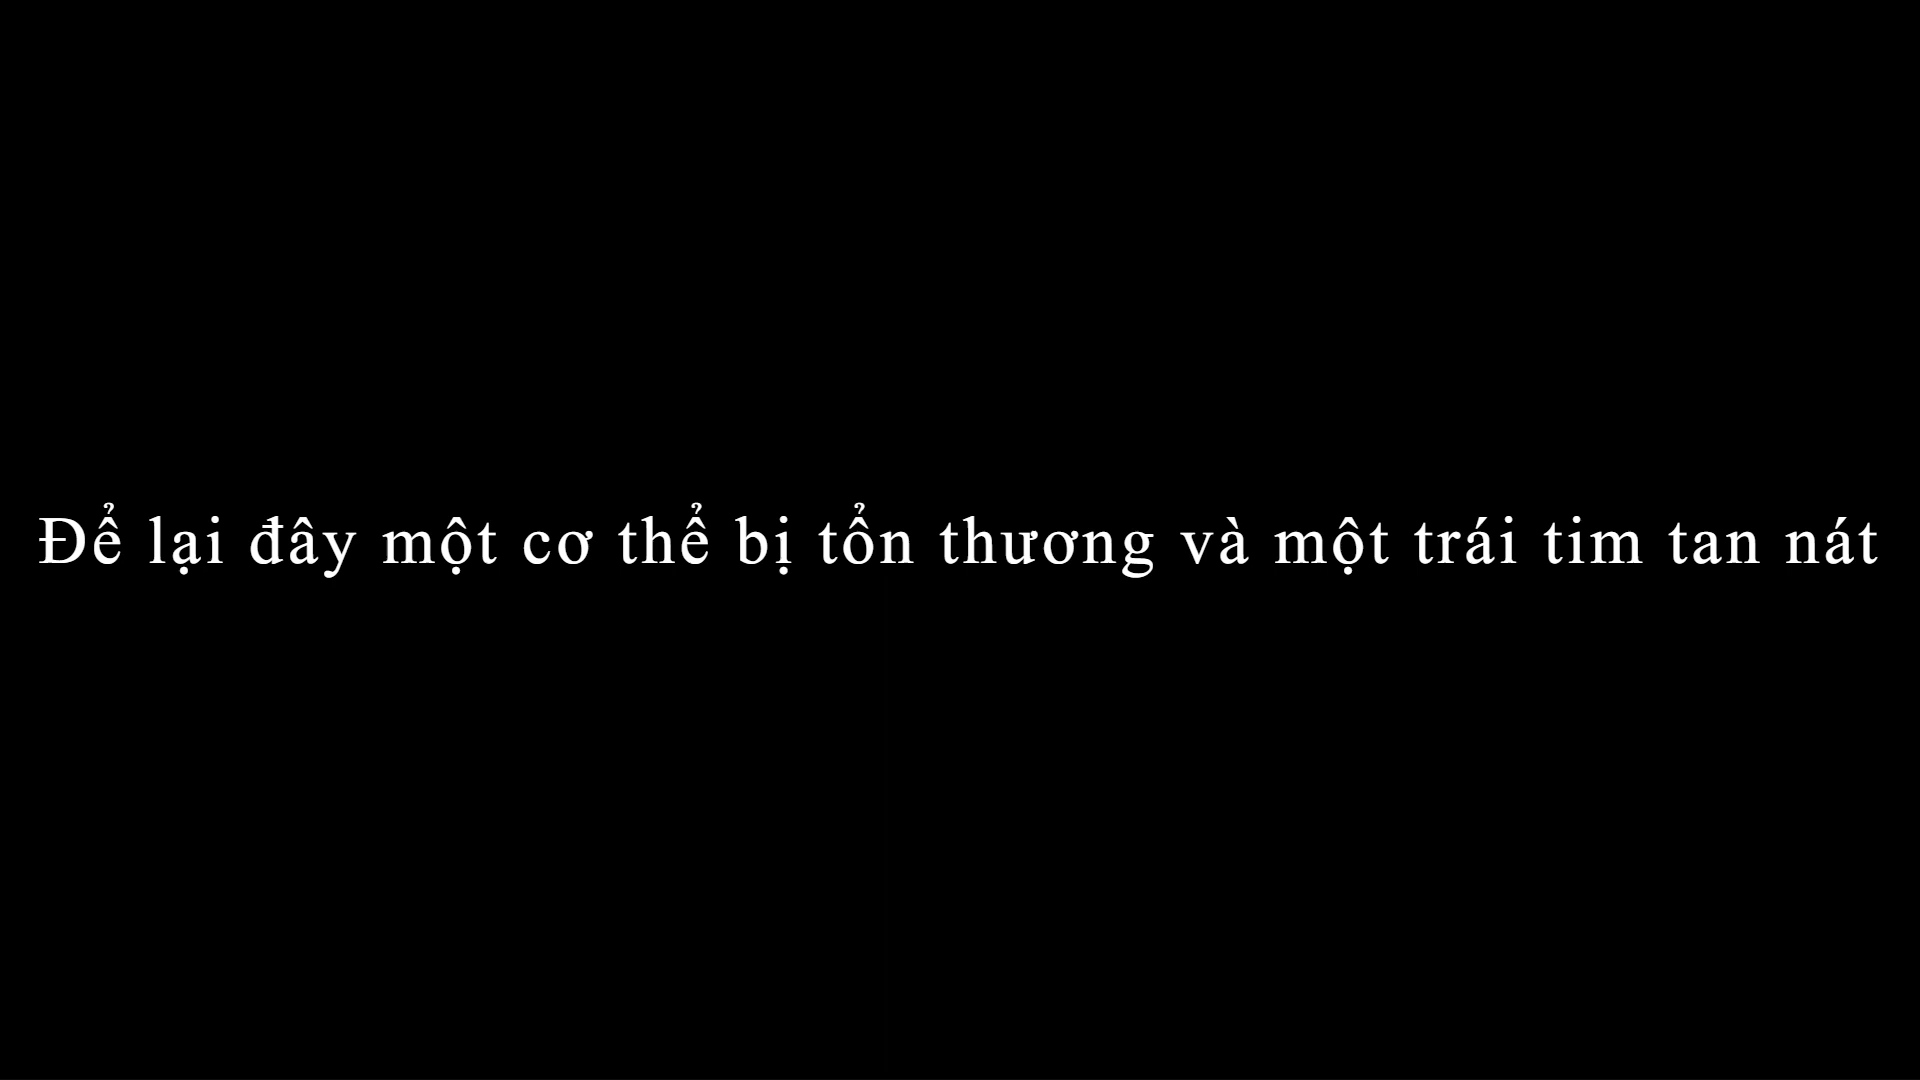 Để lại đây một cơ thể bị tổn thương và một trái tim tan nát